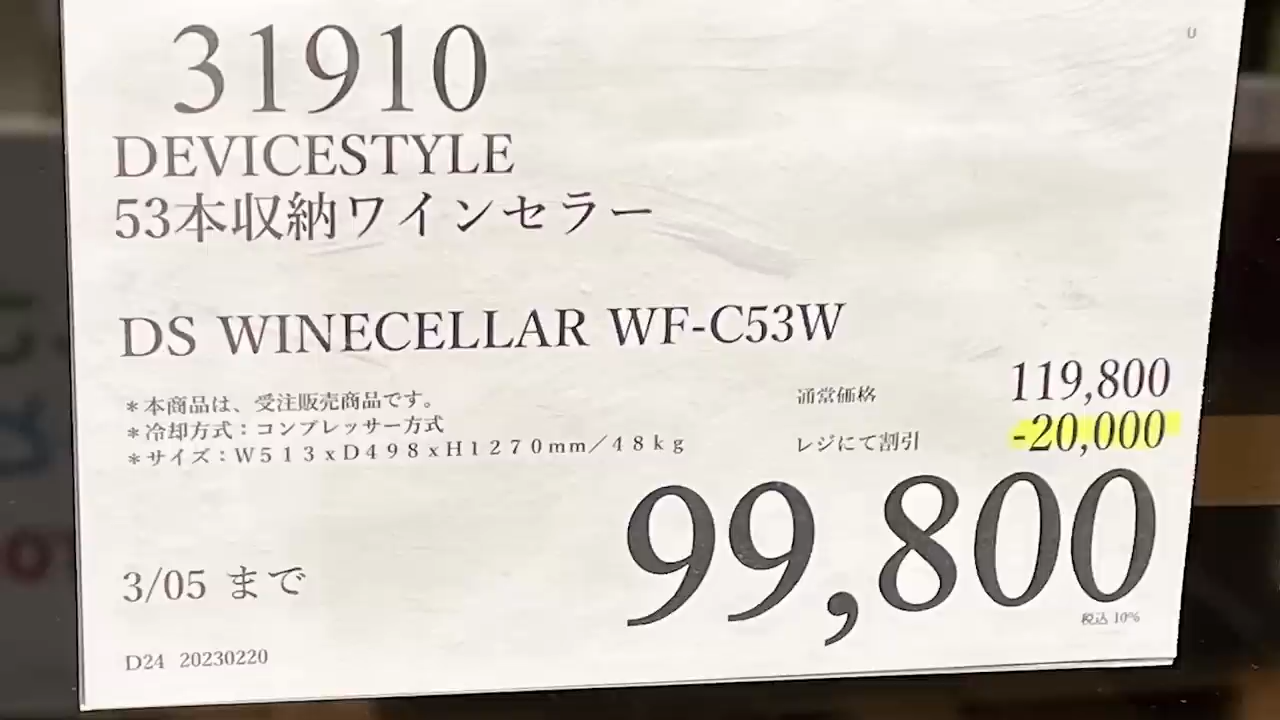 U
31910
DEVICESTYLE
53本収納ワインセラー
DS WINECELLAR WF-C53W
＊本商品は、受注販売商品です。
＊冷却方式：コンプレッサー方式
＊サイズ：Ｗ５１３ｘＤ４９８ｘＨ１２７０mm／４８ｋｇ
通常価格 119,800
レジにて割引 -20,000
99,800
税込 10%
3/05 まで
D24 20230220